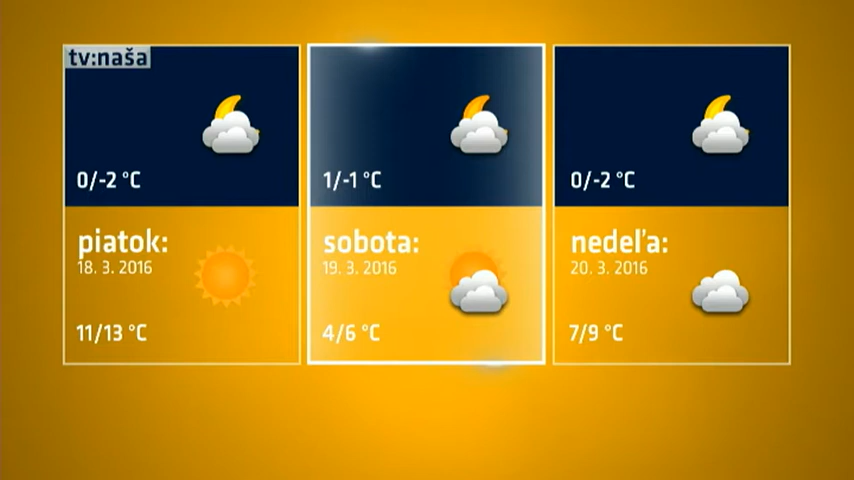 tv:naša
0/-2 °C
piatok:
18. 3. 2016
11/13 °C
1/-1 °C
sobota:
19. 3. 2016
4/6 °C
0/-2 °C
nedeľa:
20. 3. 2016
7/9 °C